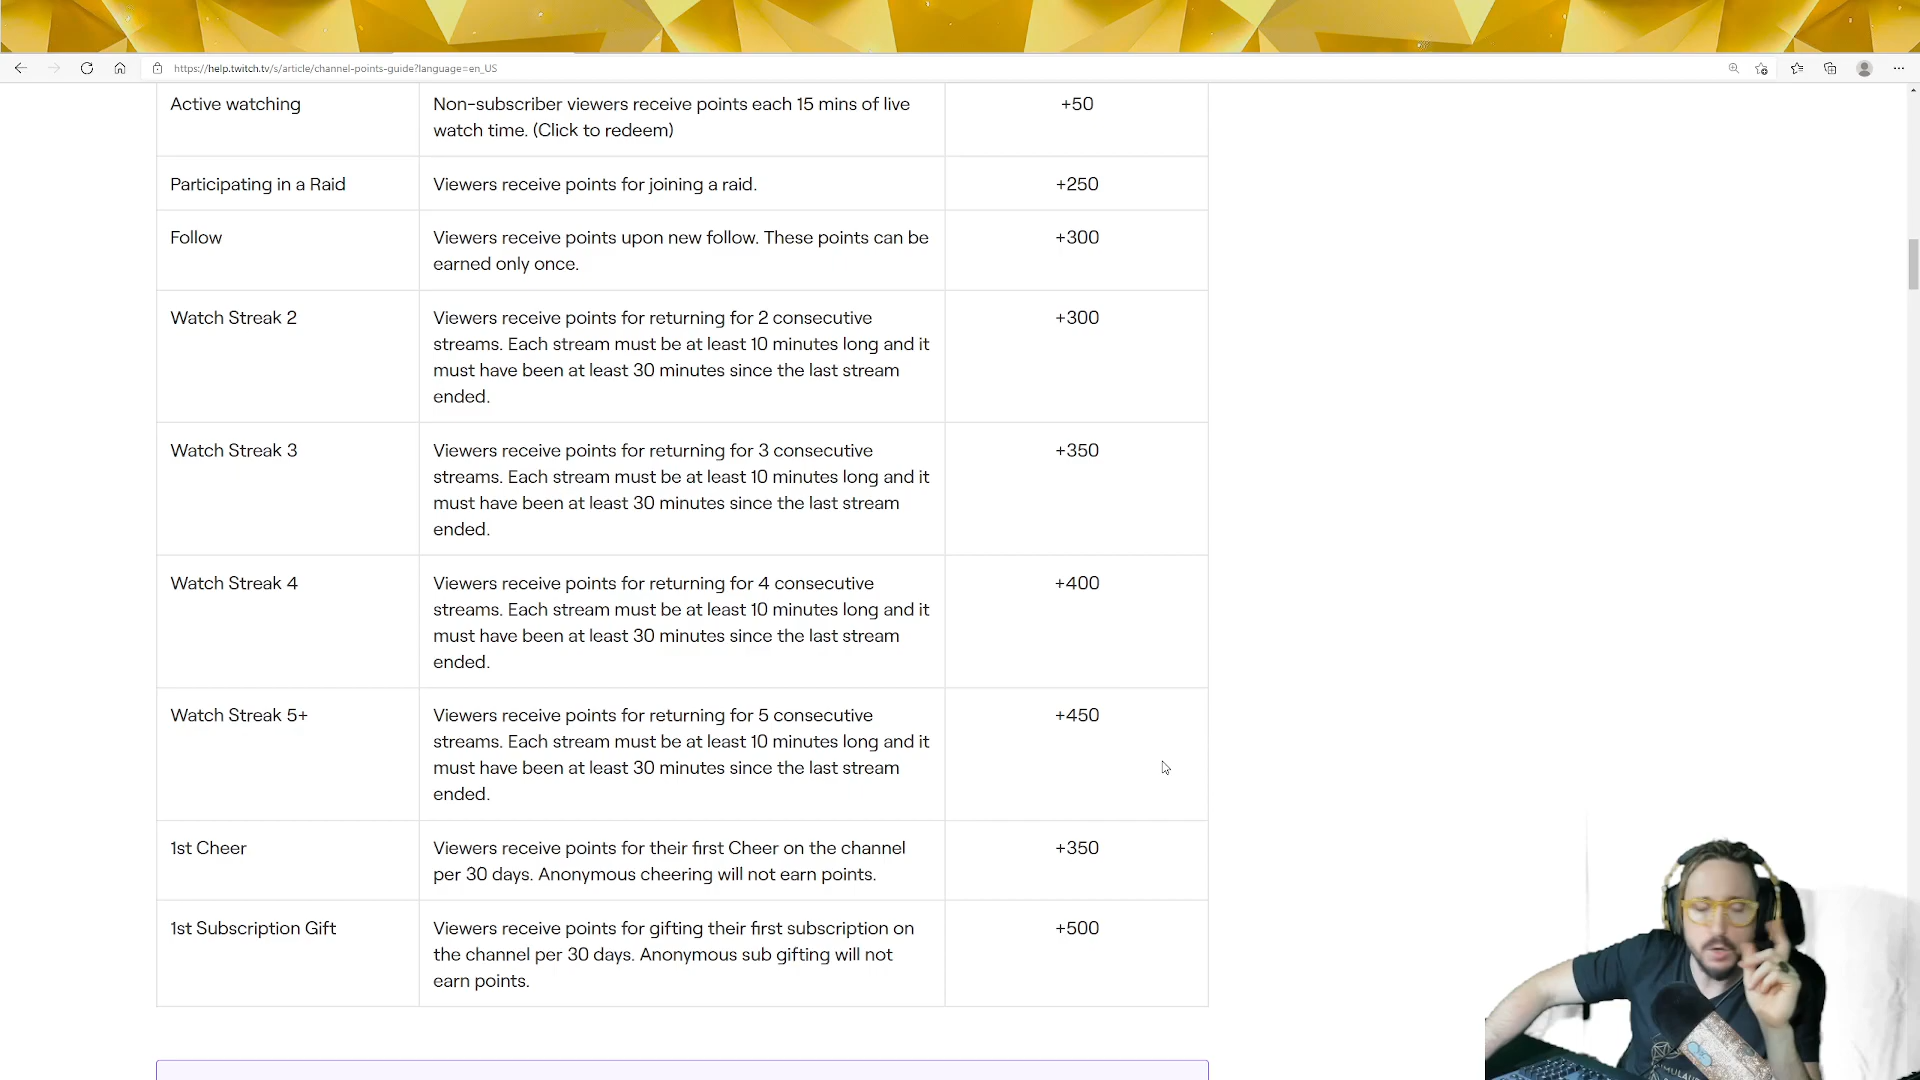 https://help.twitch.tv/s/article/channel-points-guide?language=en_US
Active watching
Non-subscriber viewers receive points each 15 mins of live
watch time. (Click to redeem)
+50
Participating in a Raid
Viewers receive points for joining a raid.
+250
Follow
Viewers receive points upon new follow. These points can be
earned only once.
+300
Watch Streak 2
Viewers receive points for returning for 2 consecutive
streams. Each stream must be at least 10 minutes long and it
must have been at least 30 minutes since the last stream
ended.
+300
Watch Streak 3
Viewers receive points for returning for 3 consecutive
streams. Each stream must be at least 10 minutes long and it
must have been at least 30 minutes since the last stream
ended.
+350
Watch Streak 4
Viewers receive points for returning for 4 consecutive
streams. Each stream must be at least 10 minutes long and it
must have been at least 30 minutes since the last stream
ended.
+400
Watch Streak 5+
Viewers receive points for returning for 5 consecutive
streams. Each stream must be at least 10 minutes long and it
must have been at least 30 minutes since the last stream
ended.
+450
1st Cheer
Viewers receive points for their first Cheer on the channel
per 30 days. Anonymous cheering will not earn points.
+350
1st Subscription Gift
Viewers receive points for gifting their first subscription on
the channel per 30 days. Anonymous sub gifting will not
earn points.
+500